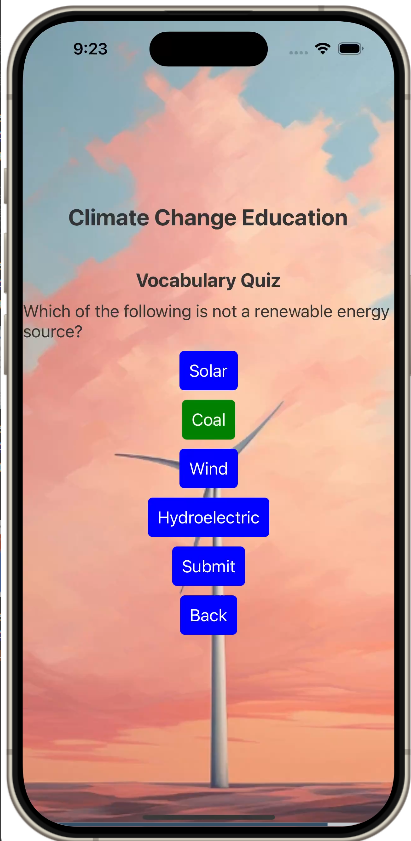 9:23
Climate Change Education
Vocabulary Quiz
Which of the following is not a renewable energy
source?
Solar
Coal
Wind
Hydroelectric
Submit
Back